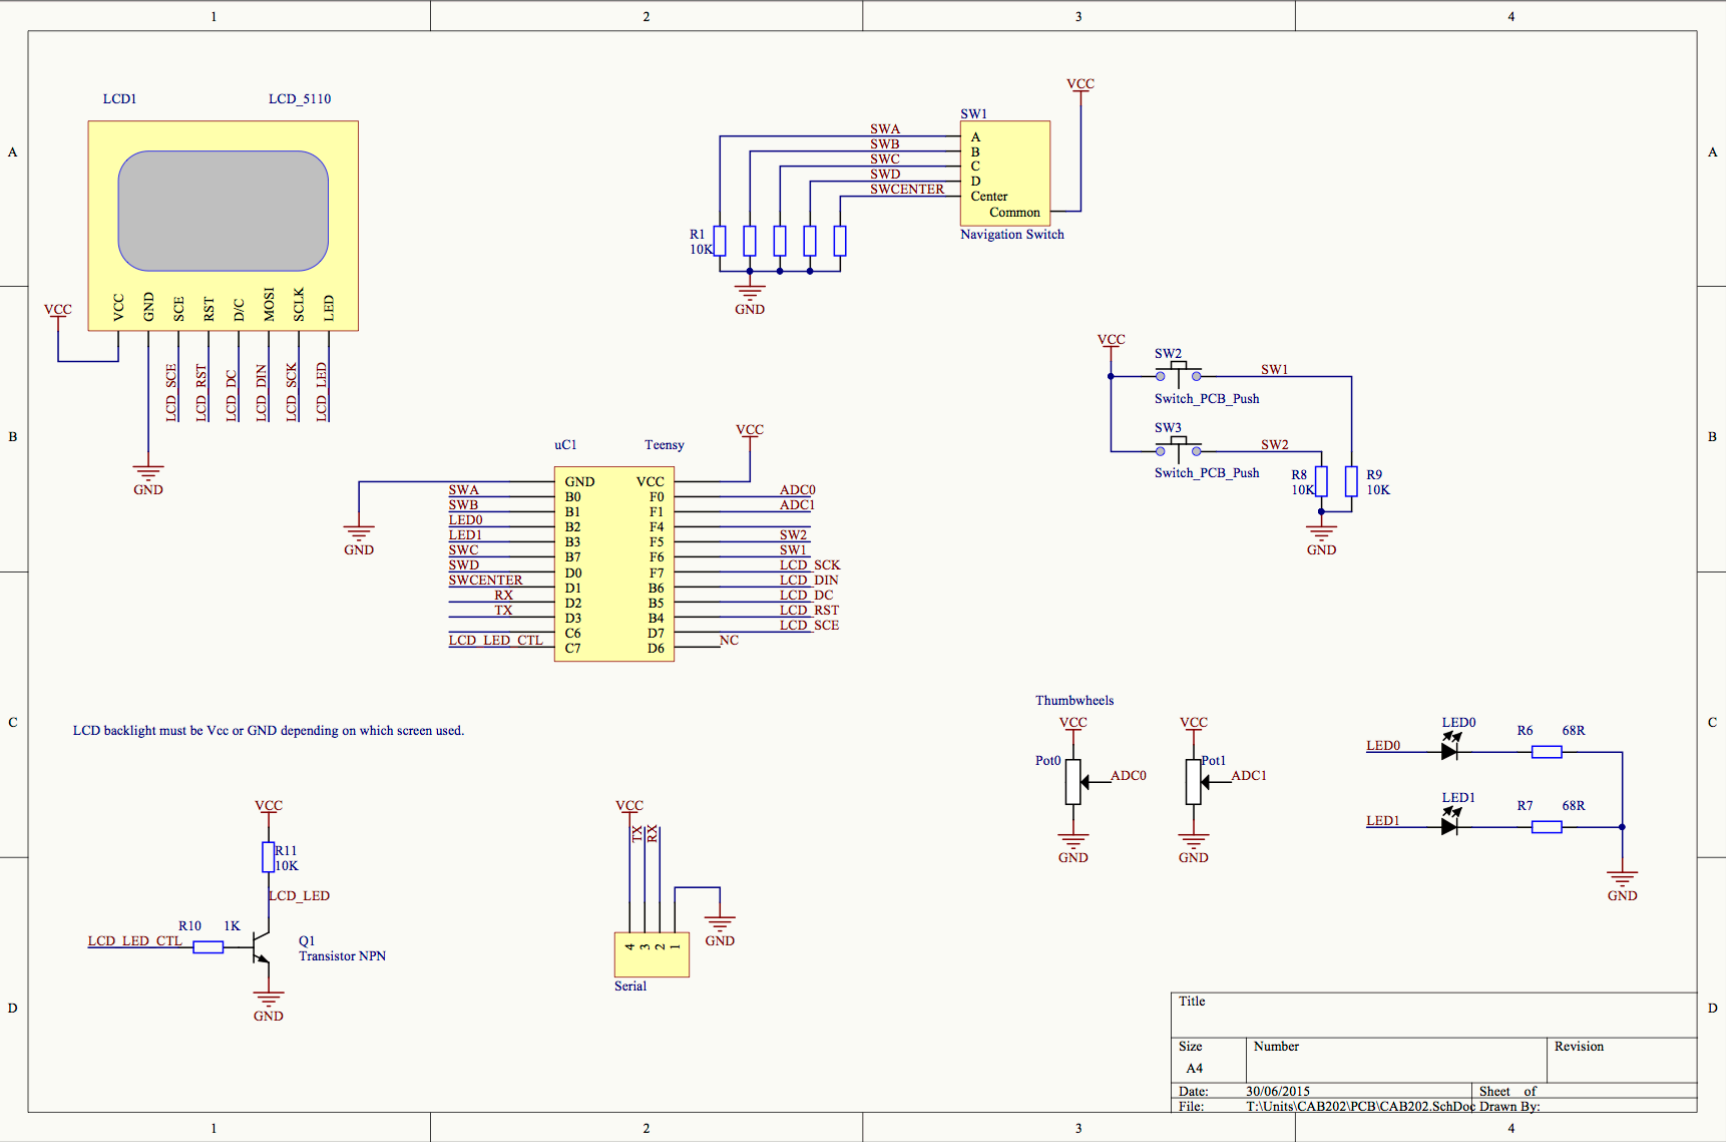 1 2 3 4
A A
B B
C C
D D
LCD1 LCD_5110
VCC GND SCE RST D/C MOSI SCLK LED
VCC
LCD_SCE LCD_RST LCD_DC LCD_DIN LCD_SCK LCD_LED
GND
VCC
SW1
SWA A
SWB B
SWC C
SWD D
SWCENTER Center
Common
Navigation Switch
R1
10K
GND
VCC
SW2
SW1
Switch_PCB_Push
SW3
SW2
Switch_PCB_Push
R8
10K
R9
10K
GND
uC1 Teensy
VCC
GND VCC
SWA B0 F0 ADC0
SWB B1 F1 ADC1
LED0 B2 F4
LED1 B3 F5 SW2
SWC B7 F6 SW1
SWD D0 F7 LCD_SCK
SWCENTER D1 B6 LCD_DIN
RX D2 B5 LCD_DC
TX D3 B4 LCD_RST
C6 D7 LCD_SCE
LCD_LED_CTL C7 D6 NC
GND
LCD backlight must be Vcc or GND depending on which screen used.
VCC
R11
10K
LCD_LED
R10 1K
LCD_LED_CTL
Q1
Transistor NPN
GND
VCC
TX
RX
4 3 2 1
GND
Serial
Thumbwheels
VCC VCC
Pot0 Pot1
ADC0 ADC1
GND GND
LED0 R6 68R
LED0
LED1 R7 68R
LED1
GND
Title
Size Number Revision
A4
Date: 30/06/2015 Sheet of
File: T:\Units\CAB202\PCB\CAB202.SchDoc Drawn By:
1 2 3 4